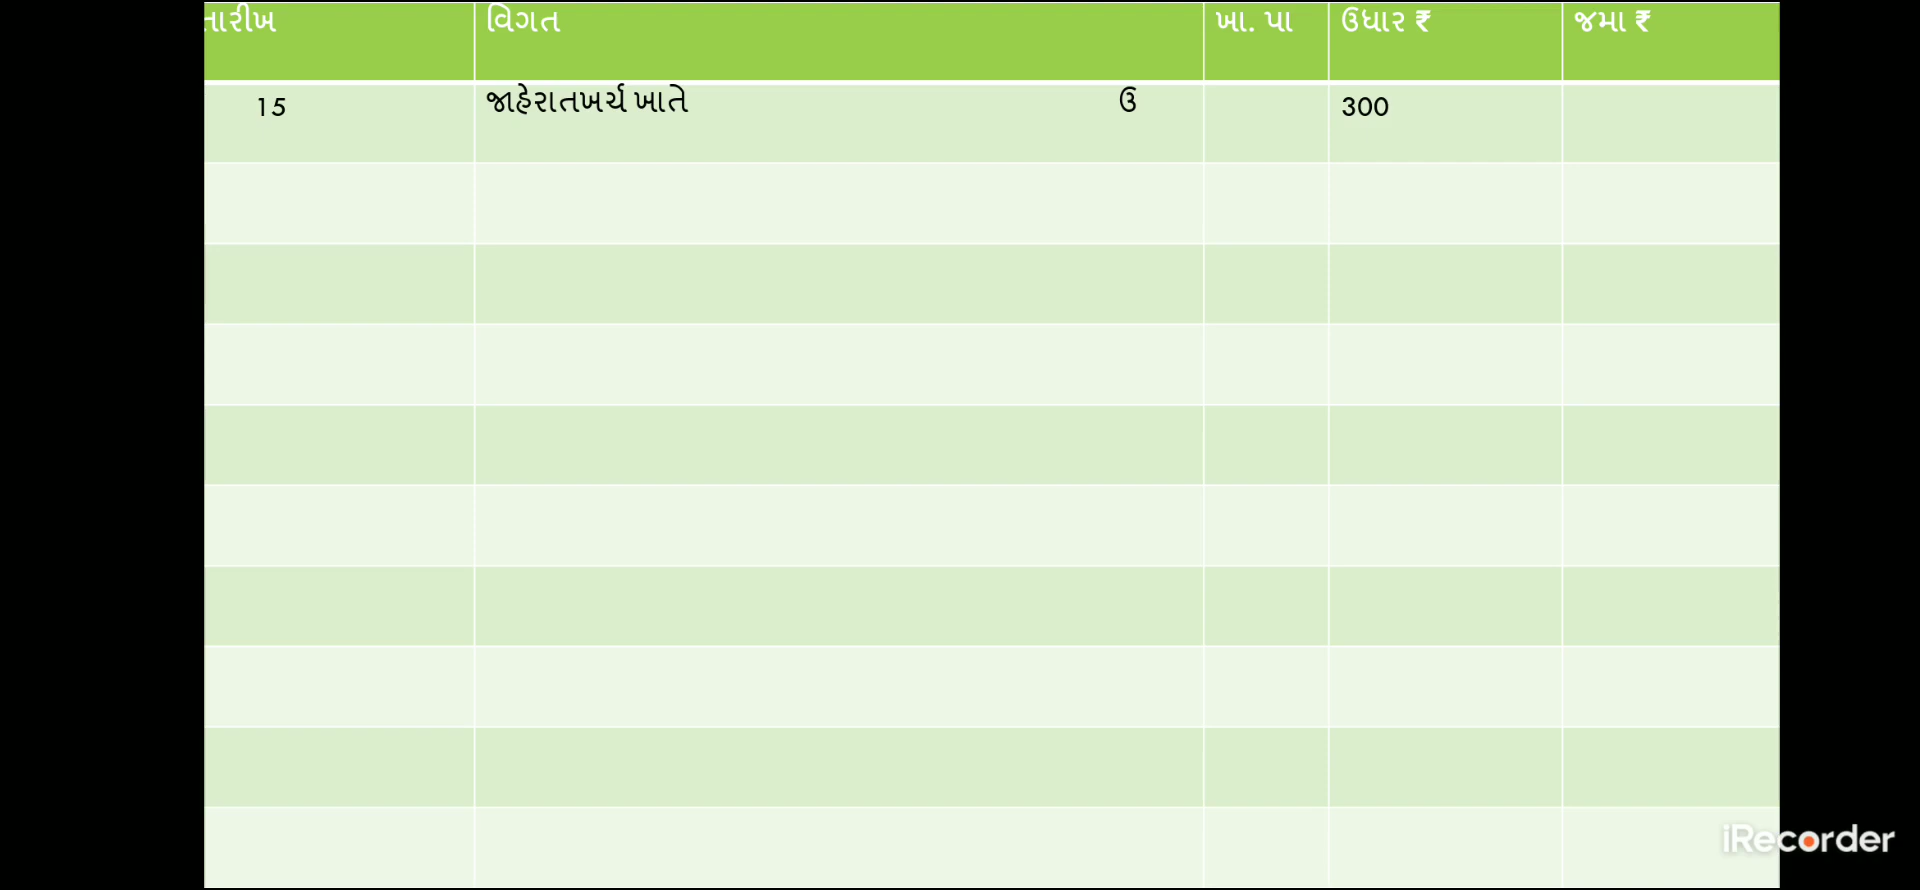 તારીખ વિગત ખા. પા ઉધાર ₹ જમા ₹
15 જાહેરાતખર્ચ ખાતે ઉ 300
iRecorder